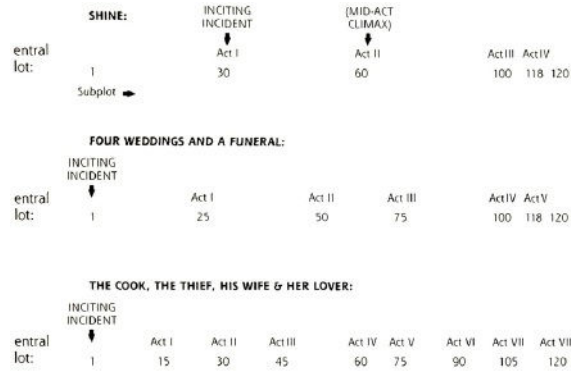 SHINE:
INCITING
INCIDENT
(MID-ACT
CLIMAX)
entral
lot:
Act I
Act II
Act III Act IV
1 30 60 100 118 120
Subplot
FOUR WEDDINGS AND A FUNERAL:
INCITING
INCIDENT
entral
lot:
Act I Act II Act III Act IV Act V
1 25 50 75 100 118 120
THE COOK, THE THIEF, HIS WIFE & HER LOVER:
INCITING
INCIDENT
entral
lot:
Act I Act II Act III Act IV Act V Act VI Act VII Act VII
1 15 30 45 60 75 90 105 120